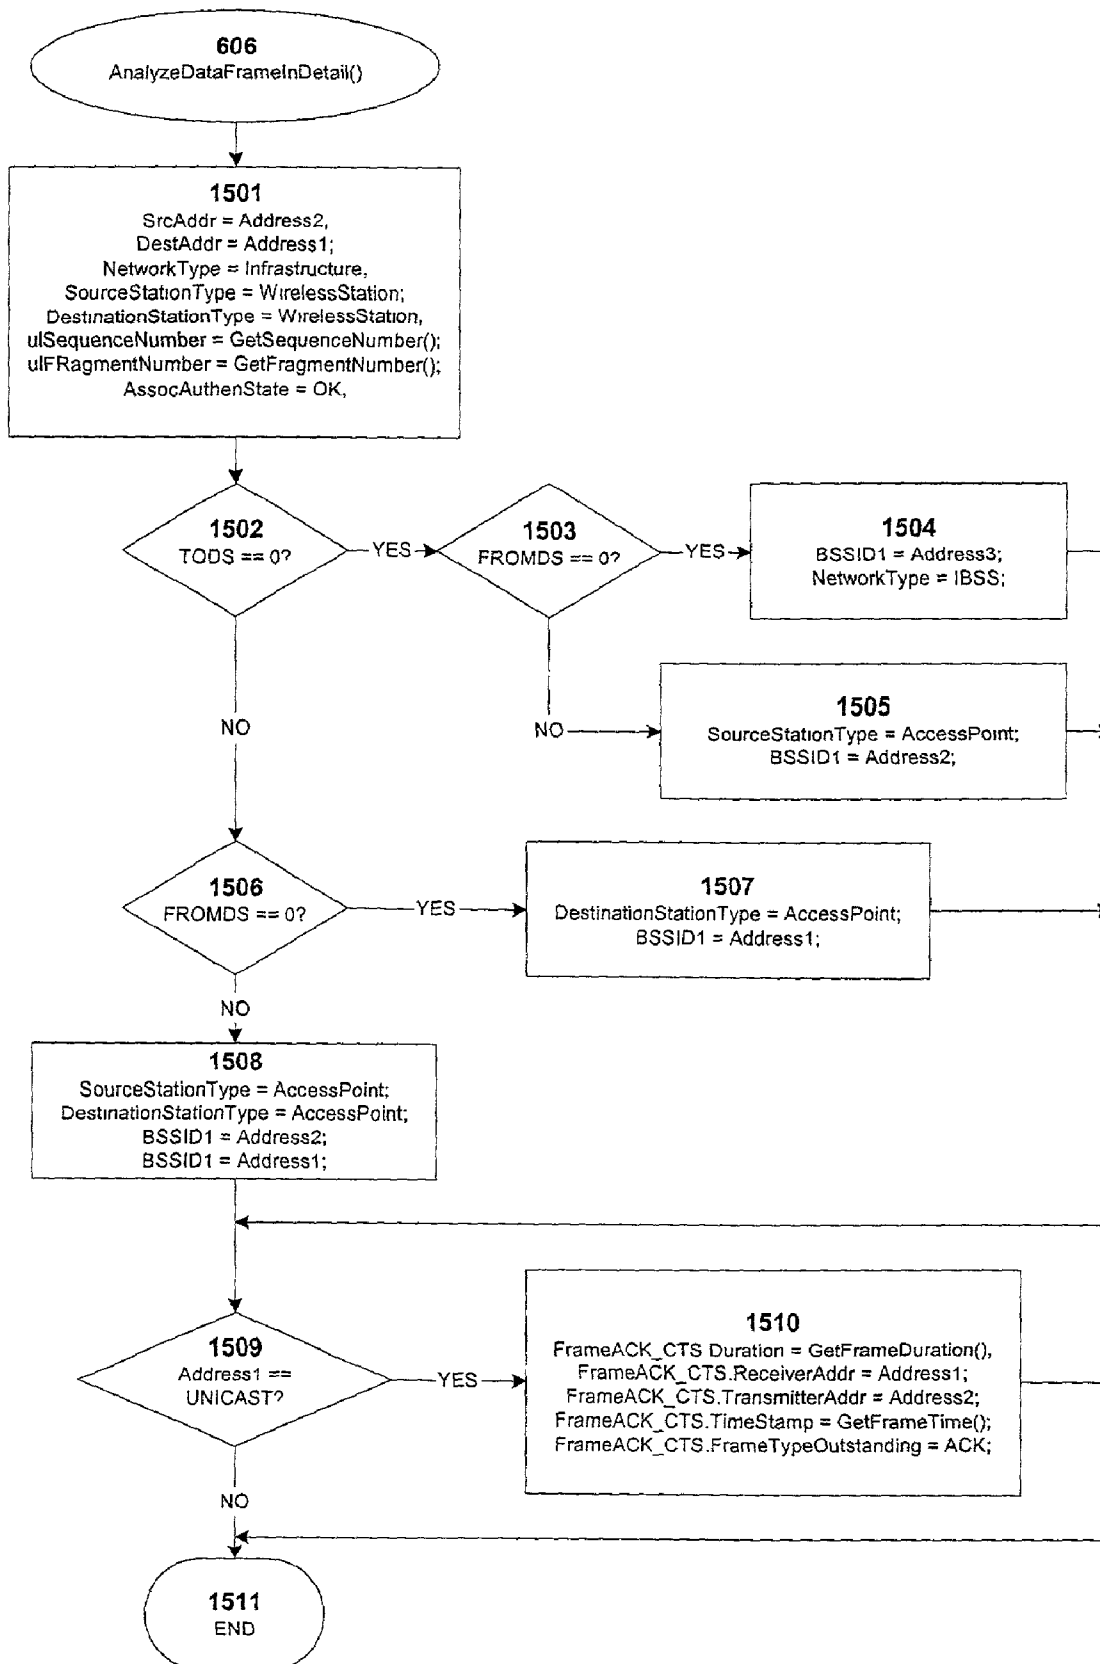 606
AnalyzeDataFrameInDetail()
1501
SrcAddr = Address2,
DestAddr = Address1;
NetworkType = Infrastructure,
SourceStationType = WirelessStation;
DestinationStationType = WirelessStation,
ulSequenceNumber = GetSequenceNumber();
ulFRagmentNumber = GetFragmentNumber();
AssocAuthenState = OK,
1502
TODS == 0?
YES
1503
FROMDS == 0?
YES
1504
BSSID1 = Address3;
NetworkType = IBSS;
NO
NO
1505
SourceStationType = AccessPoint;
BSSID1 = Address2;
1506
FROMDS == 0?
YES
1507
DestinationStationType = AccessPoint;
BSSID1 = Address1;
NO
1508
SourceStationType = AccessPoint;
DestinationStationType = AccessPoint;
BSSID1 = Address2;
BSSID1 = Address1;
1509
Address1 ==
UNICAST?
YES
1510
FrameACK_CTS Duration = GetFrameDuration(),
FrameACK_CTS.ReceiverAddr = Address1;
FrameACK_CTS.TransmitterAddr = Address2;
FrameACK_CTS.TimeStamp = GetFrameTime();
FrameACK_CTS.FrameTypeOutstanding = ACK;
NO
1511
END